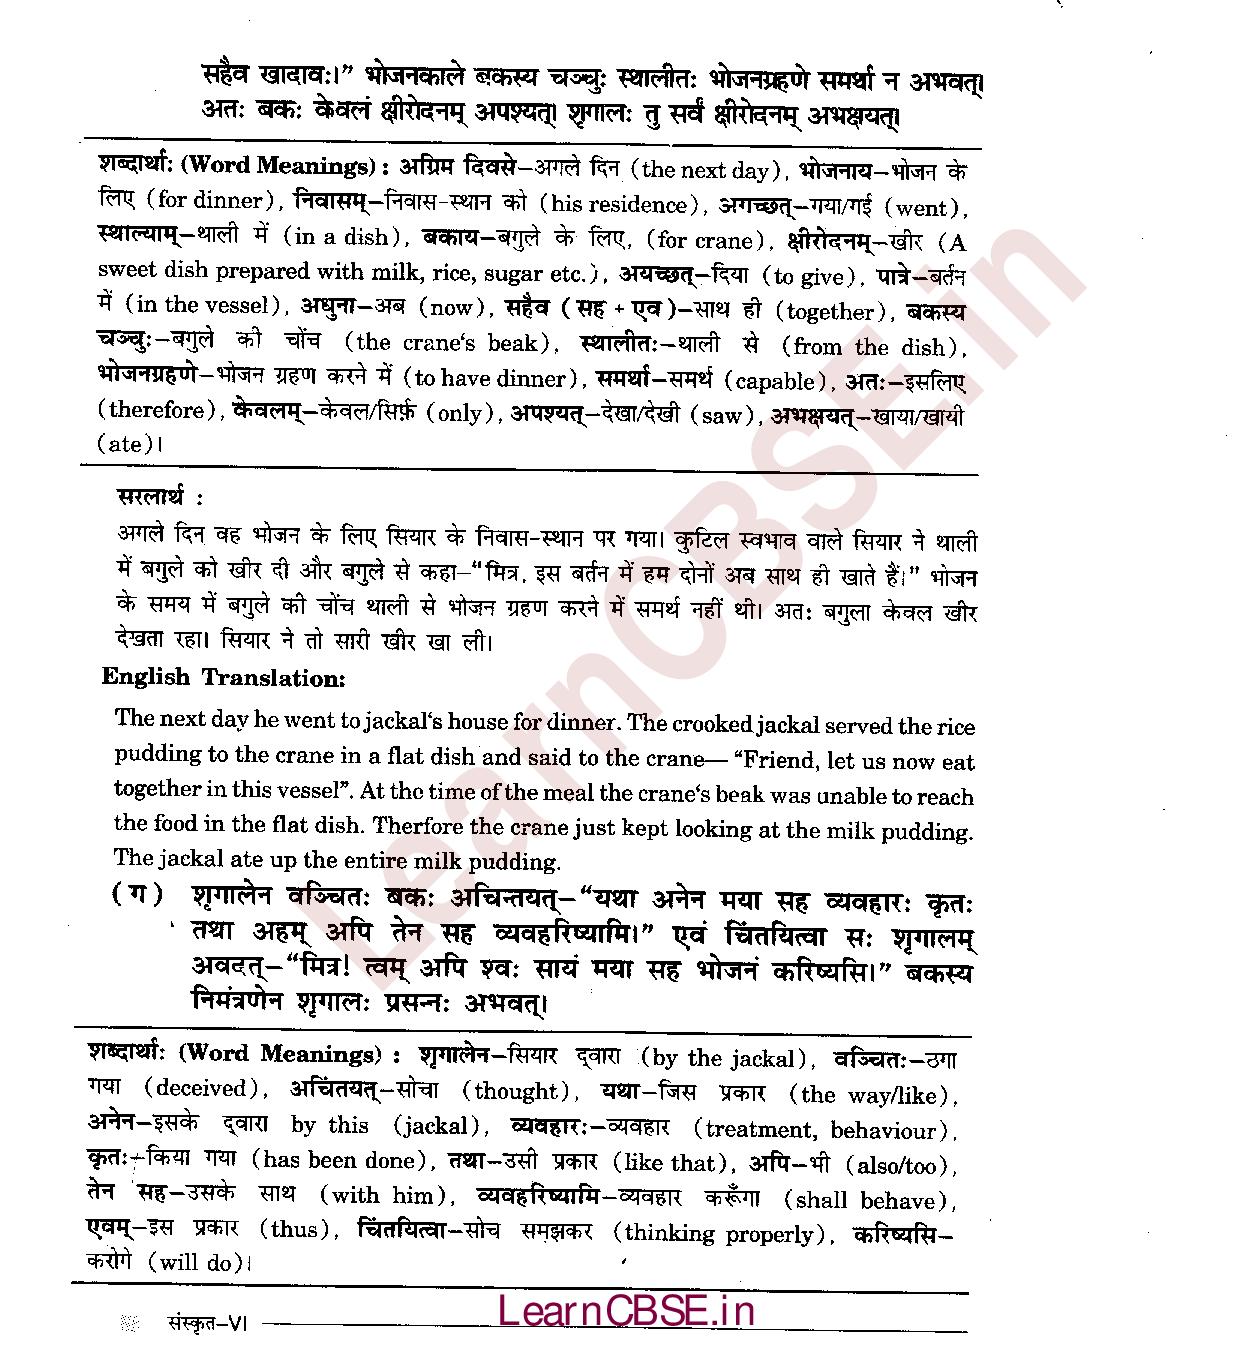 सहैव खादावः।” भोजनकाले बकस्य चञ्चुः स्थालीतः भोजनग्रहणे समर्था न अभवत्।
अतः बकः केवलं क्षीरोदनम् अपश्यत्। शृगालः तु सर्वं क्षीरोदनम् अभक्षयत्।
शब्दार्थाः (Word Meanings) : अग्रिम दिवसे–अगले दिन (the next day), भोजनाय–भोजन के
लिए (for dinner), निवासम्–निवास-स्थान को (his residence), अगच्छत्–गया/गई (went),
स्थाल्याम्–थाली में (in a dish), बकाय–बगुले के लिए, (for crane), क्षीरोदनम्–खीर (A
sweet dish prepared with milk, rice, sugar etc.), अयच्छत्–दिया (to give), पात्रे–बर्तन
में (in the vessel), अधुना–अब (now), सहैव (सह + एव)–साथ ही (together), बकस्य
चञ्चुः–बगुले की चोंच (the crane‘s beak), स्थालीतः–थाली से (from the dish),
भोजनग्रहणे–भोजन ग्रहण करने में (to have dinner), समर्था–समर्थ (capable), अतः–इसलिए
(therefore), केवलम्–केवल/सिर्फ़ (only), अपश्यत्–देखा/देखी (saw), अभक्षयत्–खाया/खायी
(ate)।
सरलार्थ :
अगले दिन वह भोजन के लिए सियार के निवास-स्थान पर गया। कुटिल स्वभाव वाले सियार ने थाली
में बगुले को खीर दी और बगुले से कहा–“मित्र, इस बर्तन में हम दोनों अब साथ ही खाते हैं।” भोजन
के समय में बगुले की चोंच थाली से भोजन ग्रहण करने में समर्थ नहीं थी। अतः बगुला केवल खीर
देखता रहा। सियार ने तो सारी खीर खा ली।
English Translation:
The next day he went to jackal‘s house for dinner. The crooked jackal served the rice
pudding to the crane in a flat dish and said to the crane— “Friend, let us now eat
together in this vessel”. At the time of the meal the crane‘s beak was unable to reach
the food in the flat dish. Therfore the crane just kept looking at the milk pudding.
The jackal ate up the entire milk pudding.
(ग) शृगालेन वञ्चितः बकः अचिन्तयत्–“यथा अनेन मया सह व्यवहारः कृतः
तथा अहम् अपि तेन सह व्यवहरिष्यामि।” एवं चिंतयित्वा सः शृगालम्
अवदत्–“मित्र! त्वम् अपि श्वः सायं मया सह भोजनं करिष्यसि।” बकस्य
निमंत्रणेन शृगालः प्रसन्नः अभवत्।
शब्दार्थाः (Word Meanings) : शृगालेन–सियार द्वारा (by the jackal), वञ्चितः–ठगा
गया (deceived), अचिंतयत्–सोचा (thought), यथा–जिस प्रकार (the way/like),
अनेन–इसके द्वारा by this (jackal), व्यवहारः–व्यवहार (treatment, behaviour),
कृतः–किया गया (has been done), तथा–उसी प्रकार (like that), अपि–भी (also/too),
तेन सह–उसके साथ (with him), व्यवहरिष्यामि–व्यवहार करूँगा (shall behave),
एवम्–इस प्रकार (thus), चिंतयित्वा–सोच समझकर (thinking properly), करिष्यसि–
करोगे (will do)।
संस्कृत–VI
LearnCBSE.in
LearnCBSE.in